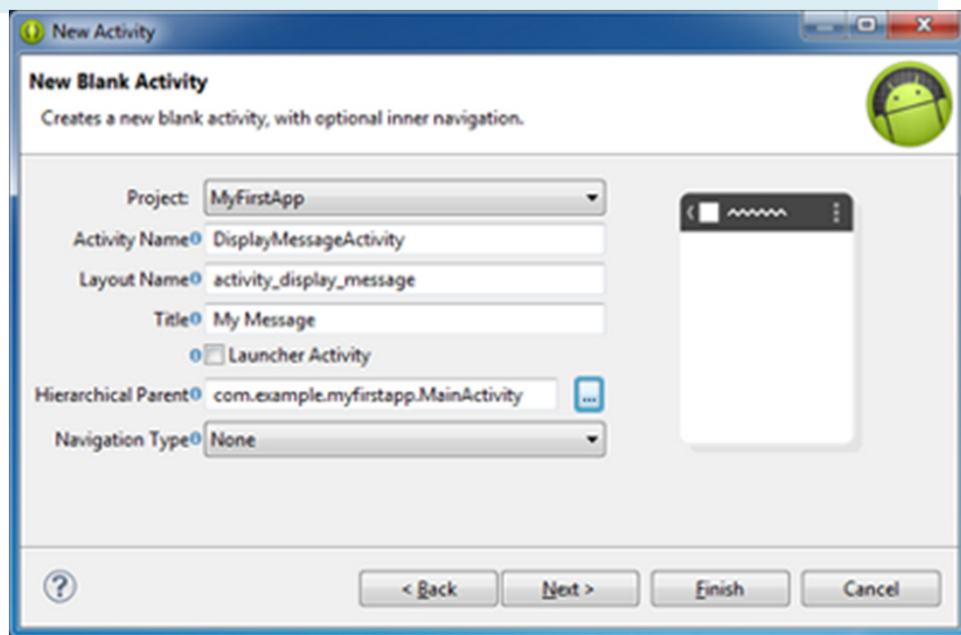 New Activity
New Blank Activity
Creates a new blank activity, with optional inner navigation.
Project: MyFirstApp
Activity Name DisplayMessageActivity
Layout Name activity_display_message
Title My Message
Launcher Activity
Hierarchical Parent com.example.myfirstapp.MainActivity ...
Navigation Type None
? < Back Next > Finish Cancel